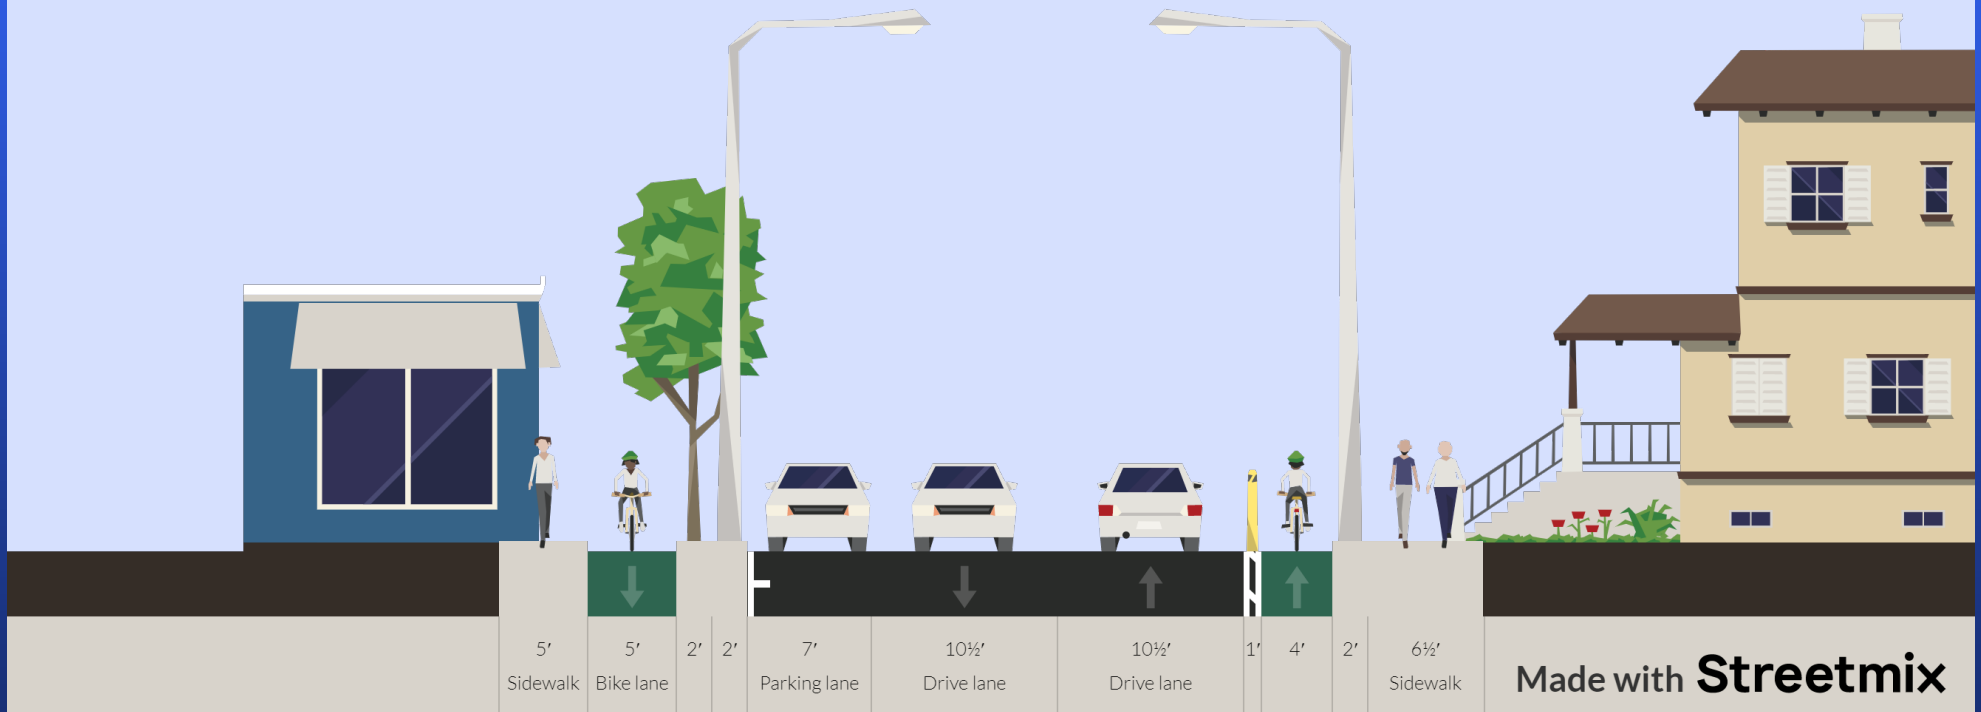 5′ 5′ 2′ 2′ 7′ 10½′ 10½′ 1′ 4′ 2′ 6½′
Sidewalk Bike lane Parking lane Drive lane Drive lane Sidewalk
Made with Streetmix